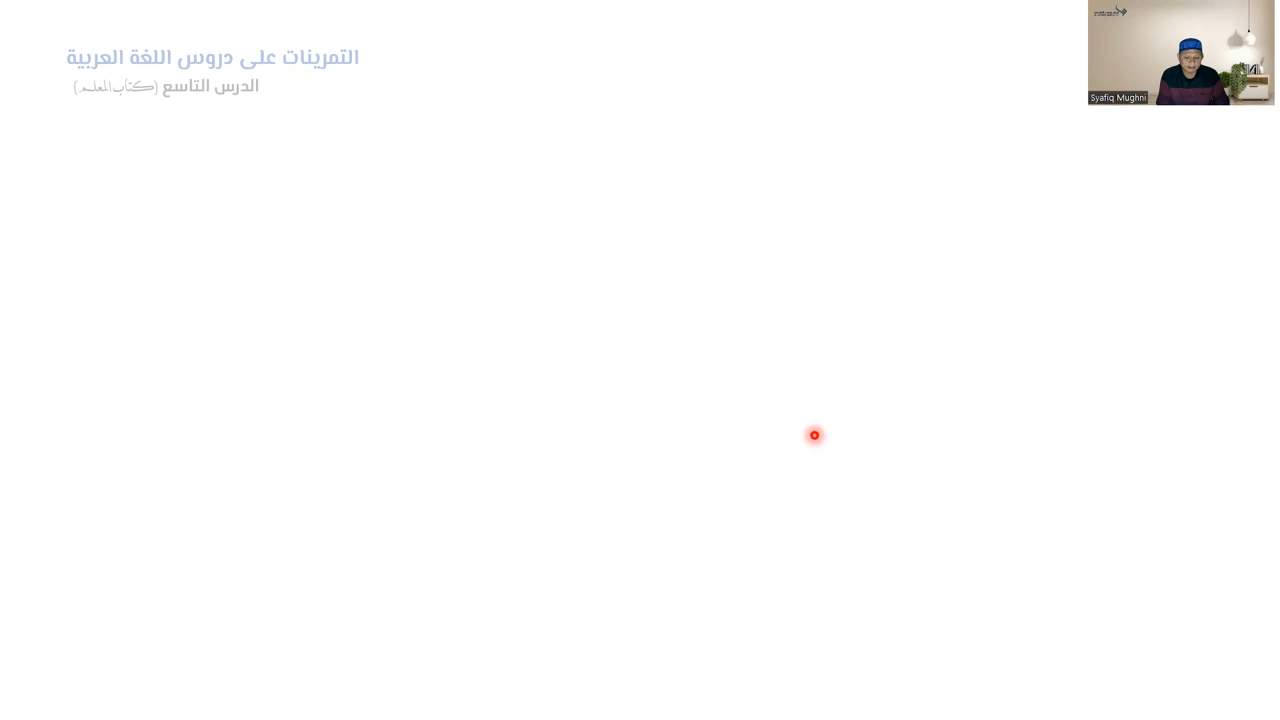 التمرينات على دروس اللغة العربية
الدرس التاسع (كتاب المعلم)
Syafiq Mughni